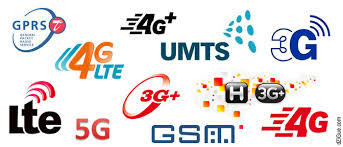 GPRS
GENERAL
PACKET
RADIO
SERVICE
4G+
UMTS
3G
4G
LTE
Lte
5G
3G+
H
3G+
4G
GSM